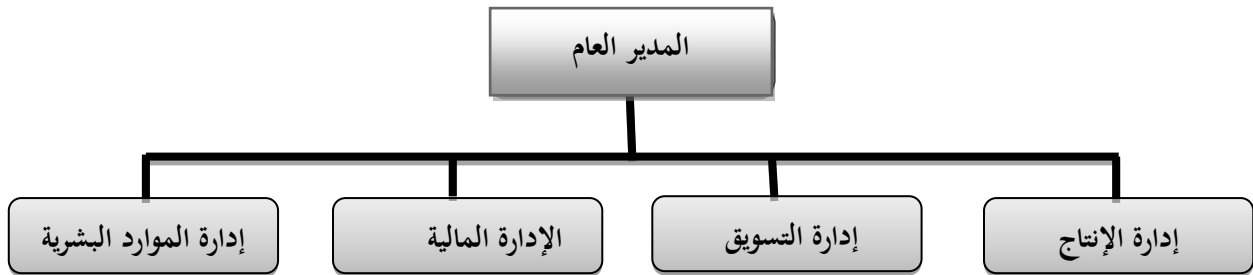 المدير العام
إدارة الإنتاج
إدارة التسويق
الإدارة المالية
إدارة الموارد البشرية